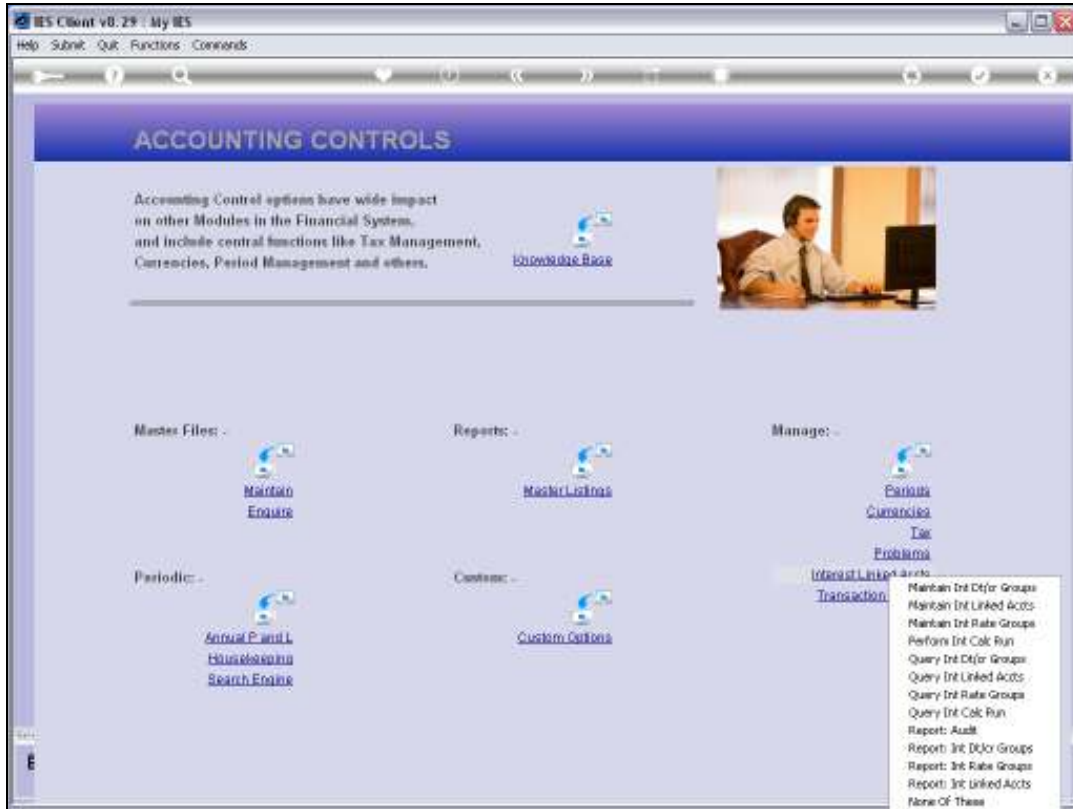 IES Client v8.29 : My IES
Help Submit Quit Functions Commands
ACCOUNTING CONTROLS
Accounting Control options have wide impact
on other Modules in the Financial System,
and include central functions like Tax Management,
Currencies, Period Management and others.
Knowledge Base
Master Files: -
Maintain
Enquire
Reports: -
Master Listings
Manage: -
Periods
Currencies
Tax
Problems
Interest Linked Accts
Transaction
Periodic: -
Annual P and L
Housekeeping
Search Engine
Custom: -
Custom Options
Maintain Int Dt/cr Groups
Maintain Int Linked Accts
Maintain Int Rate Groups
Perform Int Calc Run
Query Int Dt/cr Groups
Query Int Linked Accts
Query Int Rate Groups
Query Int Calc Run
Report: Audit
Report: Int Dt/cr Groups
Report: Int Rate Groups
Report: Int Linked Accts
None Of These